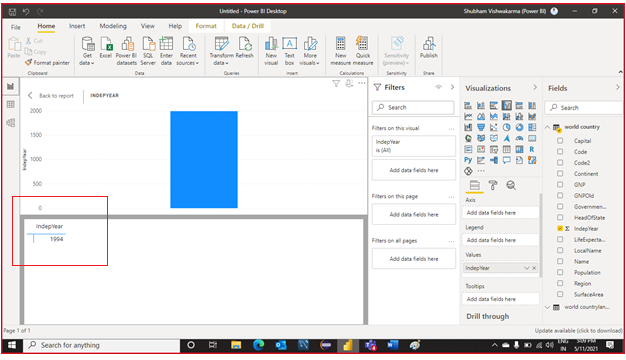 Untitled - Power BI Desktop
Shubham Vishwakarma (Power BI)
File
Home
Insert
Modeling
View
Help
Format
Data / Drill
Paste
Cut
Copy
Format painter
Get data
Excel
Power BI datasets
SQL Server
Enter data
Recent sources
Transform data
Refresh
New visual
Text box
More visuals
New measure
Quick measure
Sensitivity (preview)
Publish
Clipboard
Data
Queries
Insert
Calculations
Sensitivity
Share
Back to report
INDEPYEAR
2000
1500
1000
500
0
IndepYear
IndepYear
1994
Filters
Search
Filters on this visual
IndepYear
is (All)
Add data fields here
Filters on this page
Add data fields here
Filters on all pages
Add data fields here
Visualizations
Axis
Add data fields here
Legend
Add data fields here
Values
IndepYear
Tooltips
Add data fields here
Drill through
Fields
Search
world country
Capital
Code
Code2
Continent
GNP
GNPOld
Governmen...
HeadOfState
IndepYear
LifeExpecta...
LocalName
Name
Population
Region
SurfaceArea
world countrylan...
Page 1 of 1
Update available (click to download)
Search for anything
ENG
IN
5:09 PM
5/11/2021